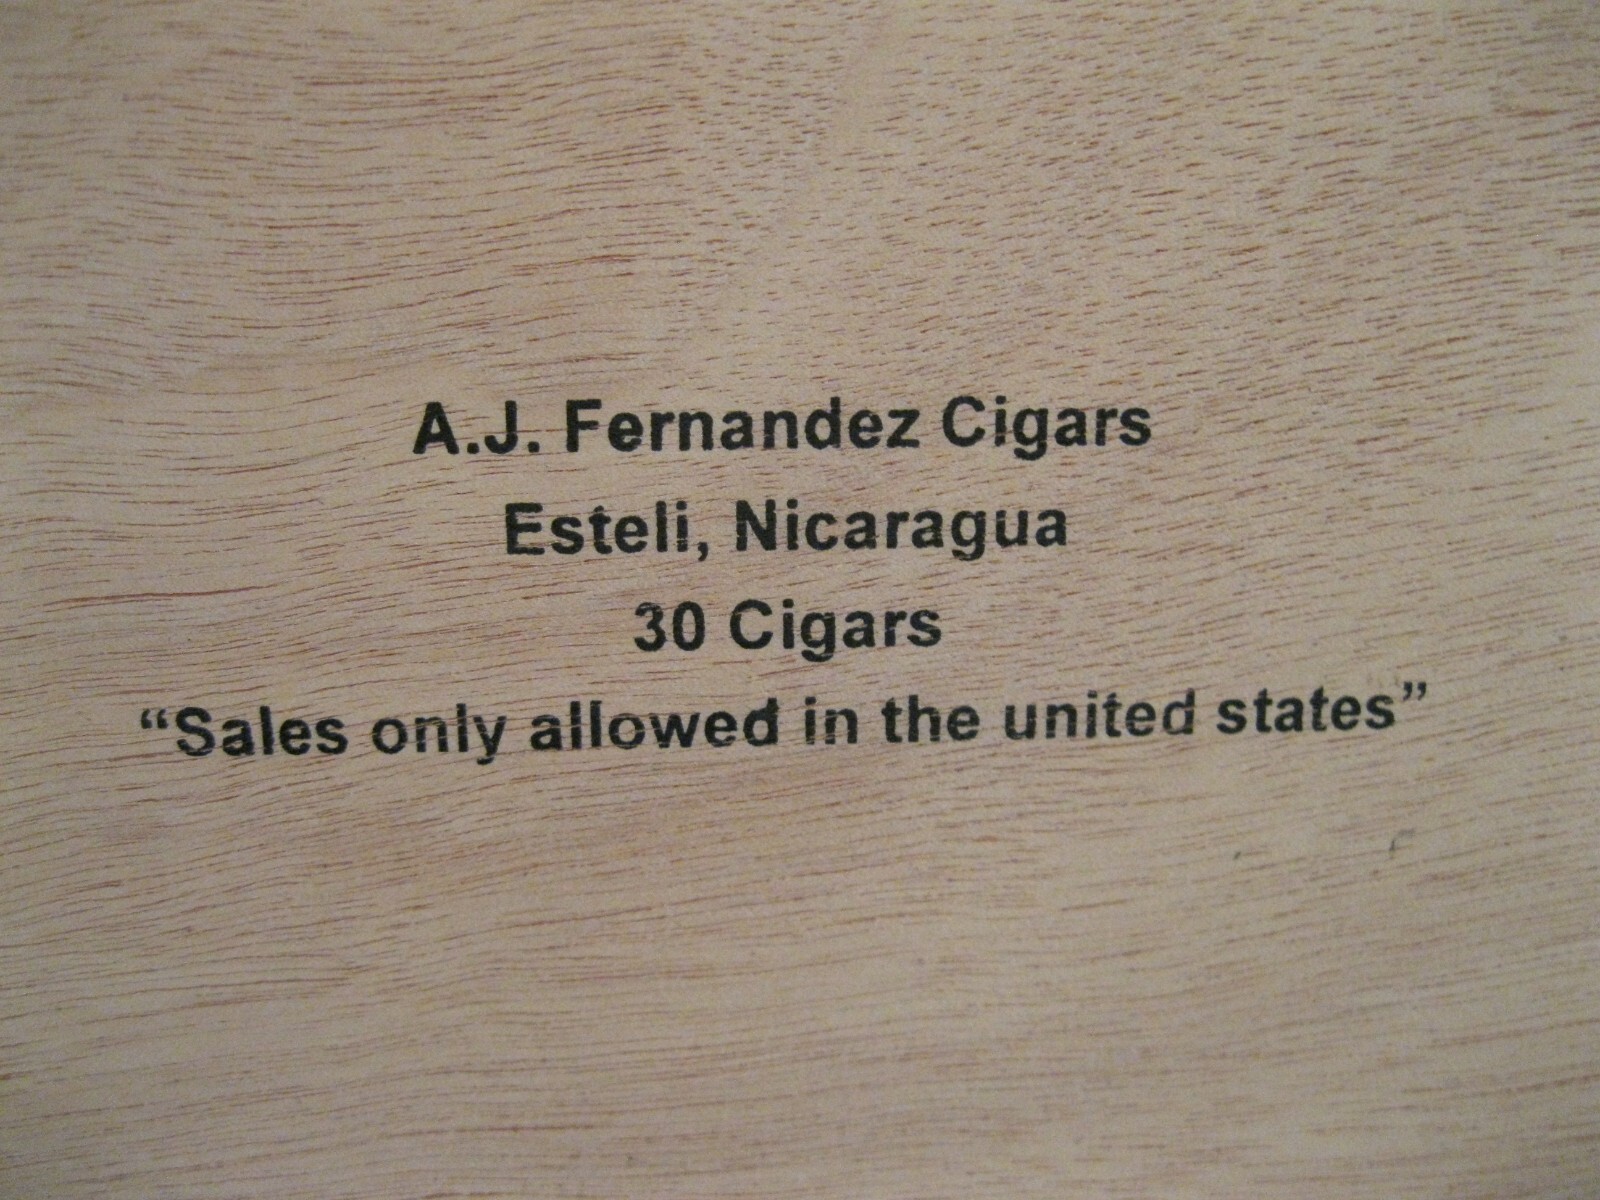 A.J. Fernandez Cigars
Esteli, Nicaragua
30 Cigars
“Sales only allowed in the united states”